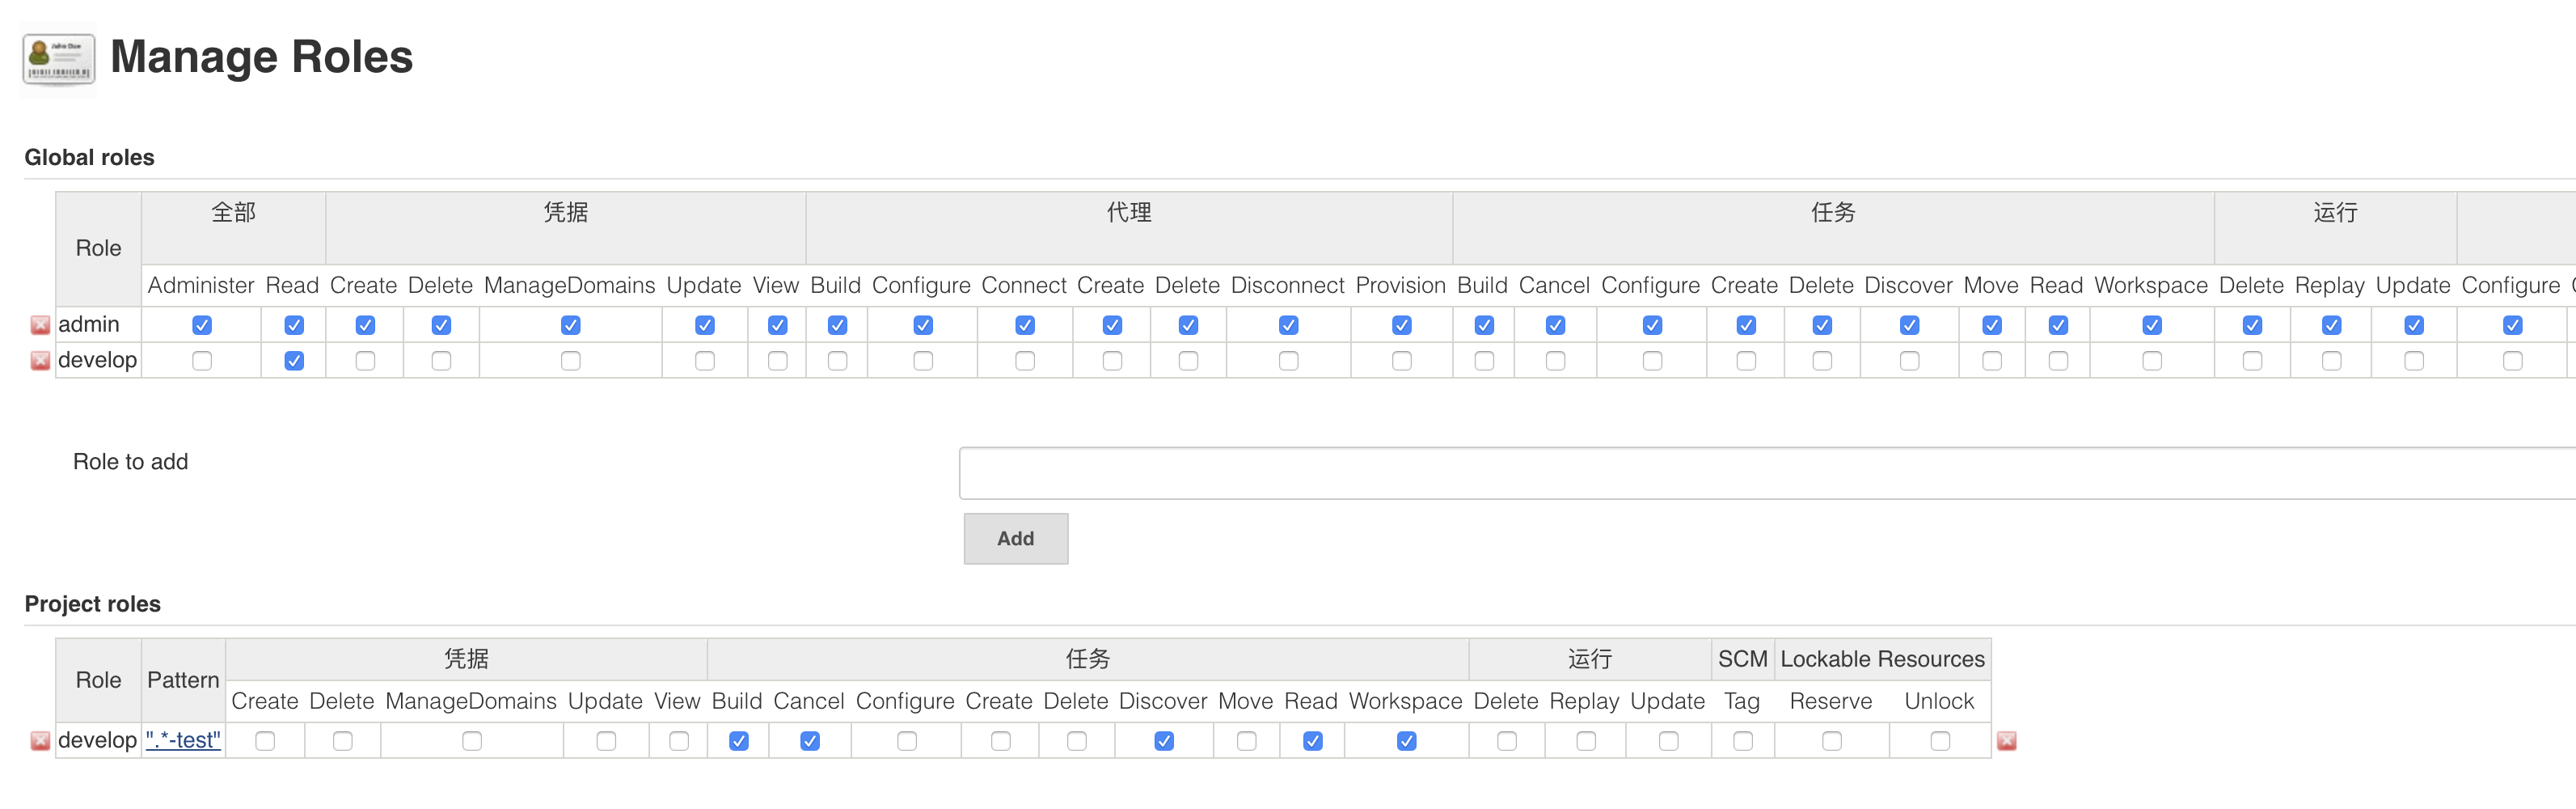 Manage Roles
Global roles
Role 全部 凭据 代理 任务 运行
Administer Read Create Delete ManageDomains Update View Build Configure Connect Create Delete Disconnect Provision Build Cancel Configure Create Delete Discover Move Read Workspace Delete Replay Update Configure
admin
develop
Role to add
Add
Project roles
Role Pattern 凭据 任务 运行 SCM Lockable Resources
Create Delete ManageDomains Update View Build Cancel Configure Create Delete Discover Move Read Workspace Delete Replay Update Tag Reserve Unlock
develop ".*-test"